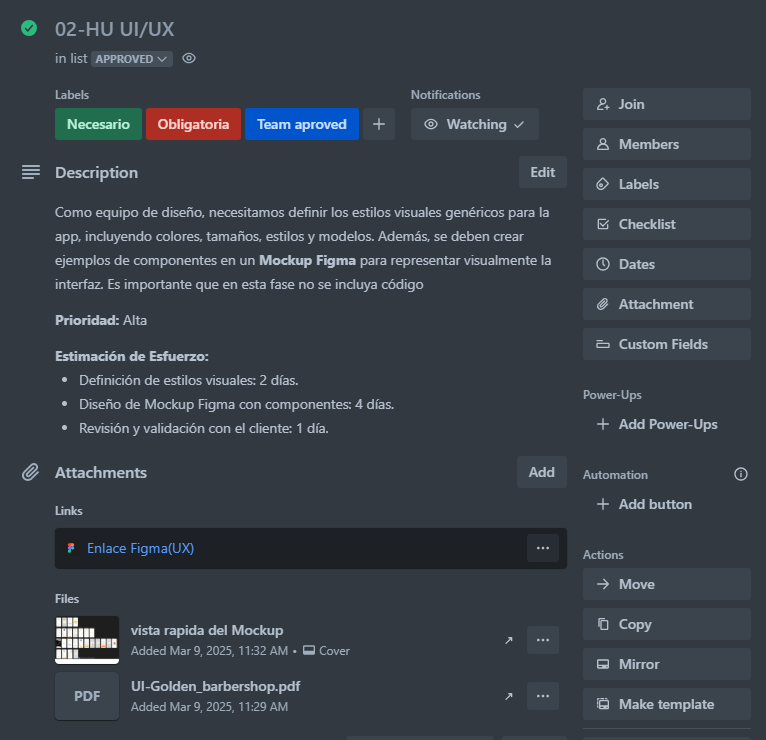 02-HU UI/UX
in list APPROVED
Labels
Notifications
Necesario
Obligatoria
Team aproved
Watching
Join
Members
Labels
Checklist
Dates
Attachment
Custom Fields
Power-Ups
Add Power-Ups
Automation
Add button
Actions
Move
Copy
Mirror
Make template
Description
Edit
Como equipo de diseño, necesitamos definir los estilos visuales genéricos para la
app, incluyendo colores, tamaños, estilos y modelos. Además, se deben crear
ejemplos de componentes en un Mockup Figma para representar visualmente la
interfaz. Es importante que en esta fase no se incluya código
Prioridad: Alta
Estimación de Esfuerzo:
• Definición de estilos visuales: 2 días.
• Diseño de Mockup Figma con componentes: 4 días.
• Revisión y validación con el cliente: 1 día.
Attachments
Add
Links
Enlace Figma(UX)
Files
vista rapida del Mockup
Added Mar 9, 2025, 11:32 AM • Cover
PDF
UI-Golden_barbershop.pdf
Added Mar 9, 2025, 11:29 AM